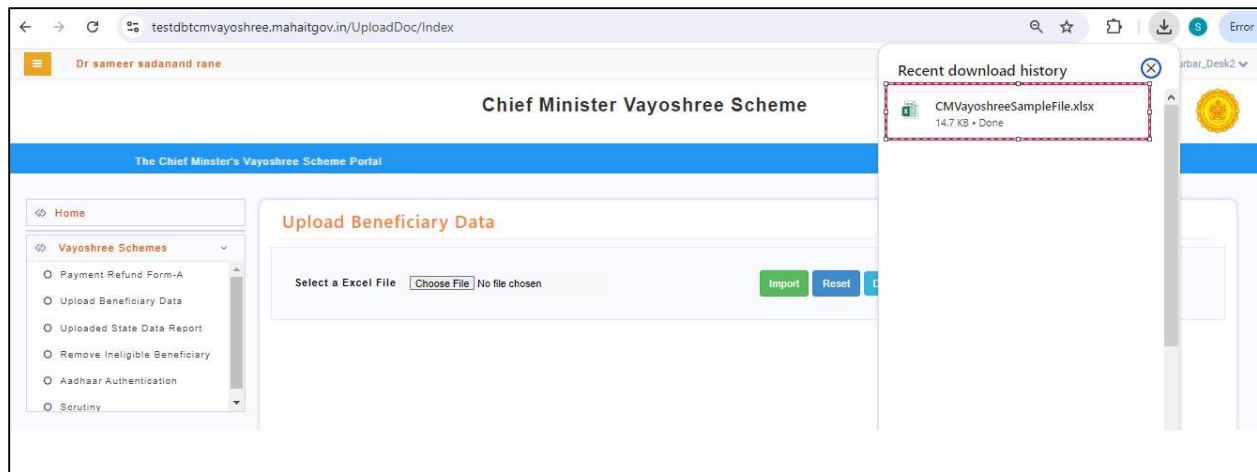 testdbtcmvayoshree.mahaitgov.in/UploadDoc/Index
S
Error
Dr sameer sadanand rane
urbar_Desk2
Recent download history
CMVayoshreeSampleFile.xlsx
14.7 KB • Done
Chief Minister Vayoshree Scheme
The Chief Minster's Vayoshree Scheme Portal
Home
Vayoshree Schemes
Payment Refund Form-A
Upload Beneficiary Data
Uploaded State Data Report
Remove Ineligible Beneficiary
Aadhaar Authentication
Scrutiny
Upload Beneficiary Data
Select a Excel File Choose File No file chosen
Import Reset D